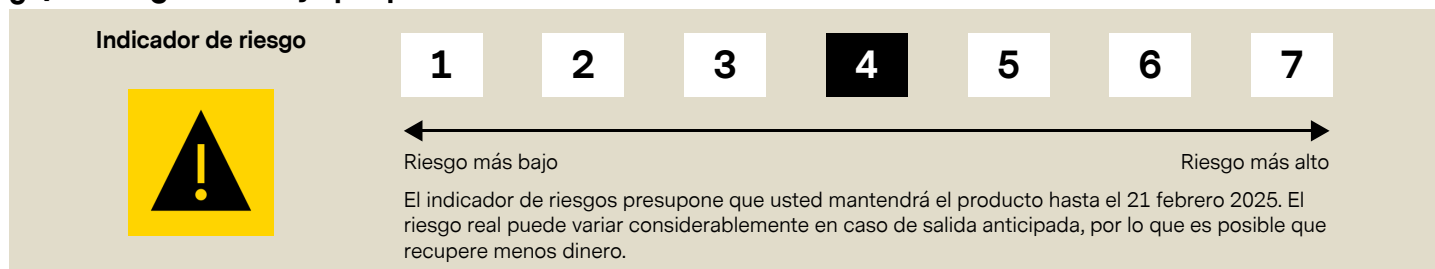 Indicador de riesgo
1 2 3 4 5 6 7
Riesgo más bajo Riesgo más alto
El indicador de riesgos presupone que usted mantendrá el producto hasta el 21 febrero 2025. El
riesgo real puede variar considerablemente en caso de salida anticipada, por lo que es posible que
recupere menos dinero.